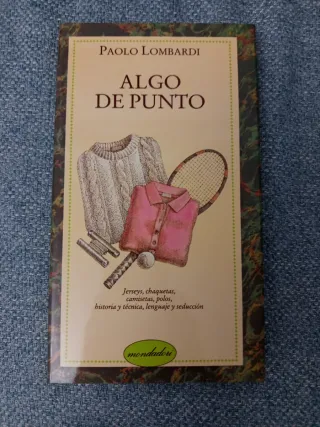 PAOLO LOMBARDI
ALGO
DE PUNTO
Jerseys, chaquetas,
camisetas, polos,
historia y técnica, lenguaje y seducción
mondadori